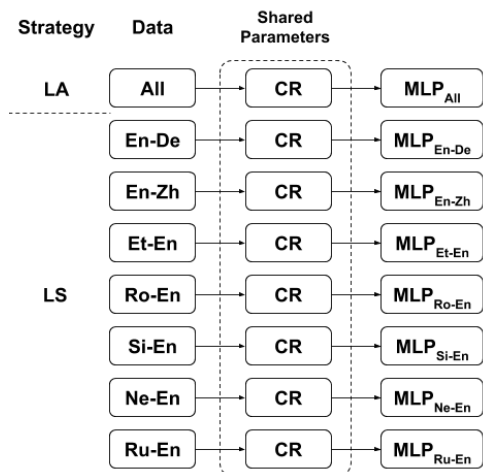 Strategy Data Shared Parameters
LA All CR MLP_All
En-De CR MLP_En-De
En-Zh CR MLP_En-Zh
Et-En CR MLP_Et-En
LS Ro-En CR MLP_Ro-En
Si-En CR MLP_Si-En
Ne-En CR MLP_Ne-En
Ru-En CR MLP_Ru-En